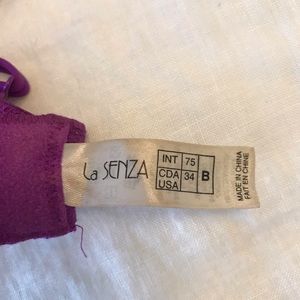 La SENZA
INT 75
CDA USA 34 B
MADE IN CHINA
FAIT EN CHINE